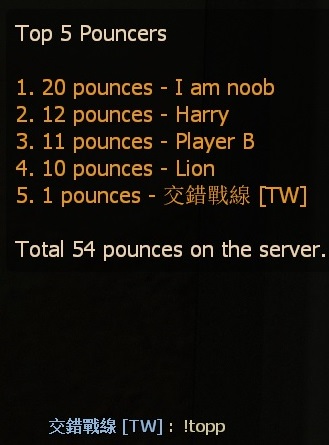 Top 5 Pouncers
1. 20 pounces - I am noob
2. 12 pounces - Harry
3. 11 pounces - Player B
4. 10 pounces - Lion
5. 1 pounces - 交錯戰線 [TW]
Total 54 pounces on the server.
交錯戰線 [TW] : !topp